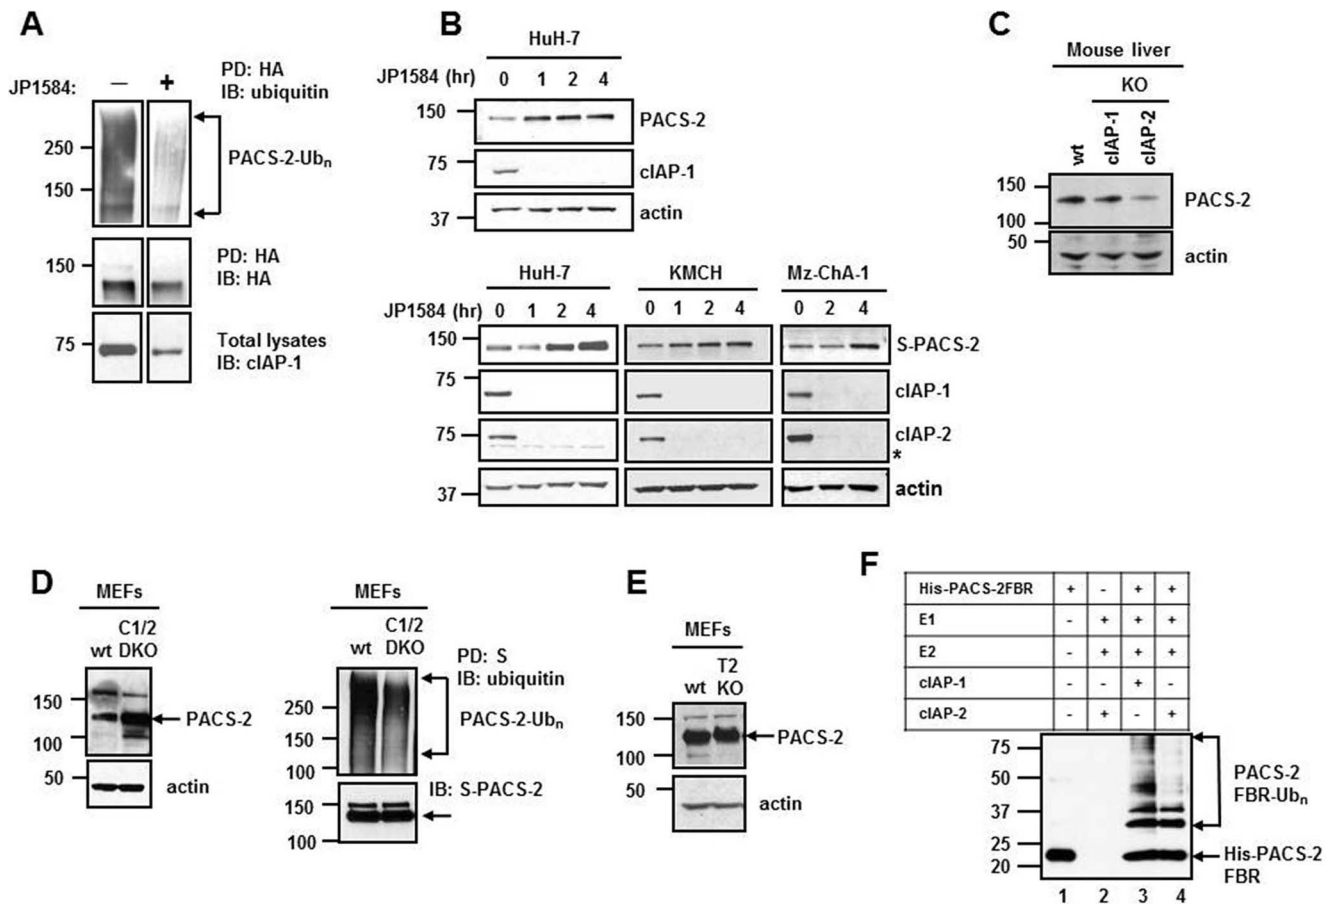 A
JP1584: – +
PD: HA
IB: ubiquitin
250
150
PACS-2-Ubn
150
PD: HA
IB: HA
75
Total lysates
IB: cIAP-1
B
HuH-7
JP1584 (hr) 0 1 2 4
150
PACS-2
75
cIAP-1
37
actin
HuH-7 KMCH Mz-ChA-1
JP1584 (hr) 0 1 2 4 0 1 2 4 0 2 4
150
S-PACS-2
75
cIAP-1
75
cIAP-2
*
37
actin
C
Mouse liver
KO
wt cIAP-1 cIAP-2
150
PACS-2
100
50
actin
D
MEFs
wt C1/2
DKO
150
PACS-2
100
50
actin
MEFs
wt C1/2
DKO
PD: S
IB: ubiquitin
250
PACS-2-Ubn
150
100
IB: S-PACS-2
150
100
E
MEFs
wt T2
KO
150
PACS-2
100
50
actin
F
His-PACS-2FBR + - + +
E1 - + + +
E2 - + + +
cIAP-1 - - + -
cIAP-2 - + - +
75
50
37
25
20
PACS-2
FBR-Ubn
His-PACS-2
FBR
1 2 3 4